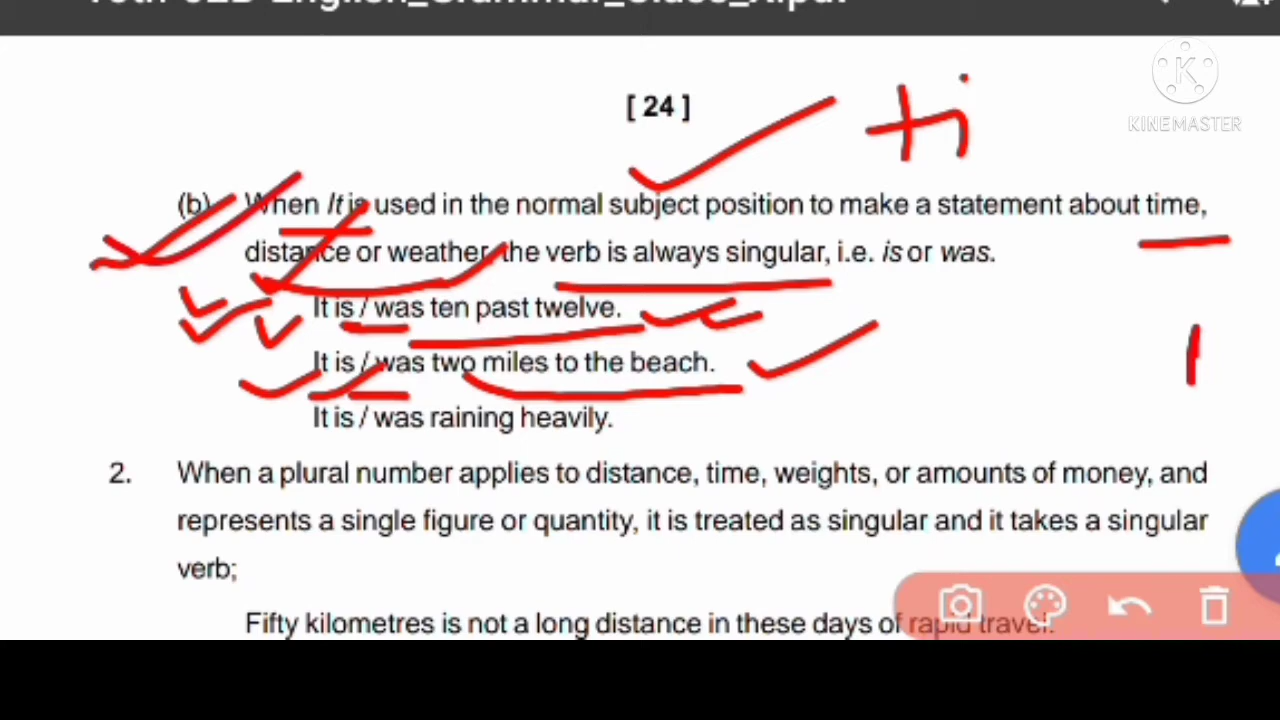 [ 24 ]
ti
KINEMASTER
(b) When It is used in the normal subject position to make a statement about time,
distance or weather, the verb is always singular, i.e. is or was.
It is / was ten past twelve.
It is / was two miles to the beach.
It is / was raining heavily.
2. When a plural number applies to distance, time, weights, or amounts of money, and
represents a single figure or quantity, it is treated as singular and it takes a singular
verb;
Fifty kilometres is not a long distance in these days of rapid travel.